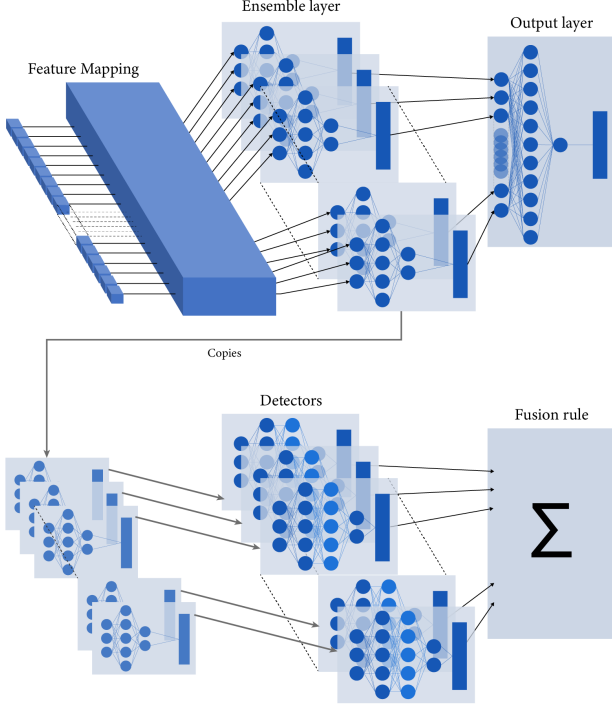 Ensemble layer
Output layer
Feature Mapping
Copies
Detectors
Fusion rule
Σ